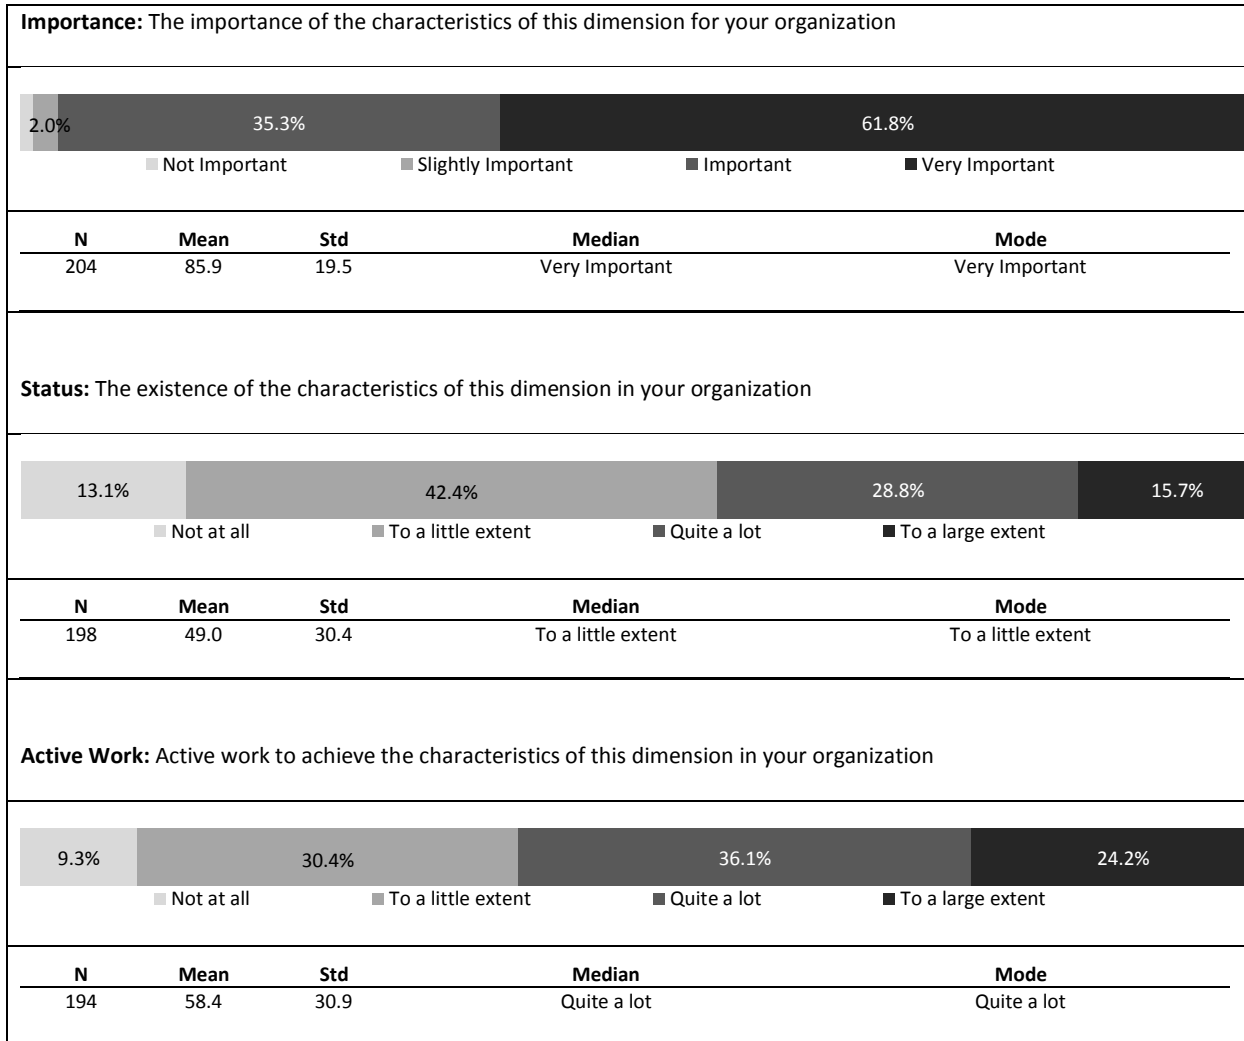 Importance: The importance of the characteristics of this dimension for your organization
2.0% 35.3% 61.8%
Not Important Slightly Important Important Very Important
N Mean Std Median Mode
204 85.9 19.5 Very Important Very Important
Status: The existence of the characteristics of this dimension in your organization
13.1% 42.4% 28.8% 15.7%
Not at all To a little extent Quite a lot To a large extent
N Mean Std Median Mode
198 49.0 30.4 To a little extent To a little extent
Active Work: Active work to achieve the characteristics of this dimension in your organization
9.3% 30.4% 36.1% 24.2%
Not at all To a little extent Quite a lot To a large extent
N Mean Std Median Mode
194 58.4 30.9 Quite a lot Quite a lot